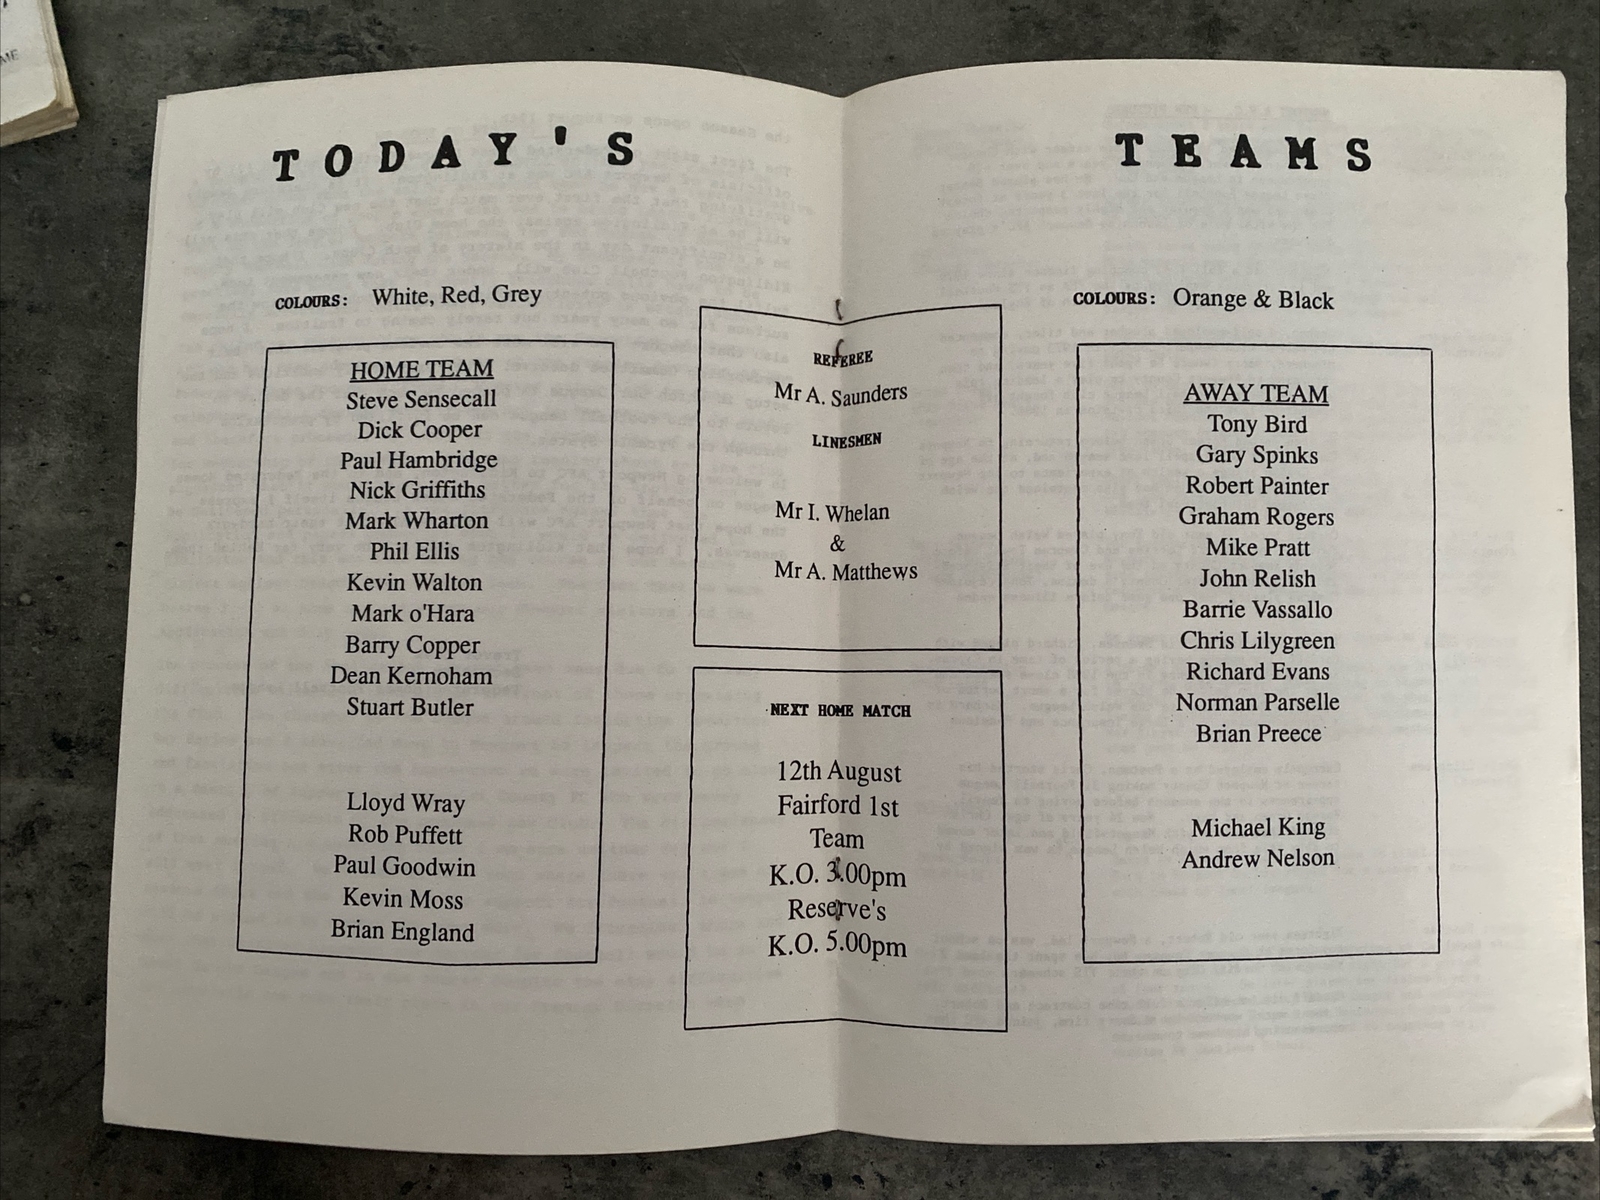 TODAY'S TEAMS
COLOURS: White, Red, Grey
HOME TEAM
Steve Sensecall
Dick Cooper
Paul Hambridge
Nick Griffiths
Mark Wharton
Phil Ellis
Kevin Walton
Mark o'Hara
Barry Copper
Dean Kernoham
Stuart Butler
Lloyd Wray
Rob Puffett
Paul Goodwin
Kevin Moss
Brian England
REFEREE
Mr A. Saunders
LINESMEN
Mr I. Whelan
&
Mr A. Matthews
NEXT HOME MATCH
12th August
Fairford 1st
Team
K.O. 3.00pm
Reserve's
K.O. 5.00pm
COLOURS: Orange & Black
AWAY TEAM
Tony Bird
Gary Spinks
Robert Painter
Graham Rogers
Mike Pratt
John Relish
Barrie Vassallo
Chris Lilygreen
Richard Evans
Norman Parselle
Brian Preece
Michael King
Andrew Nelson